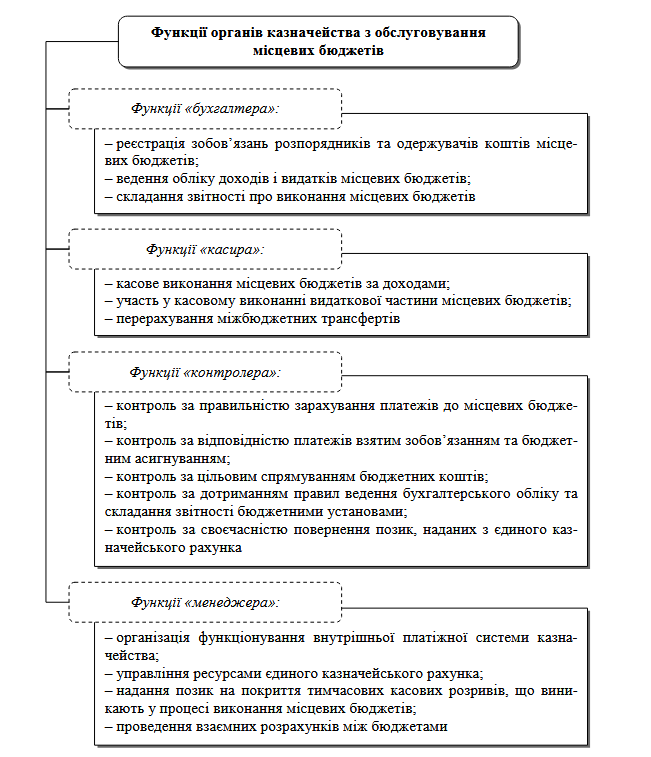 Функції органів казначейства з обслуговування
місцевих бюджетів
Функції «бухгалтера»:
– реєстрація зобов’язань розпорядників та одержувачів коштів місце-
вих бюджетів;
– ведення обліку доходів і видатків місцевих бюджетів;
– складання звітності про виконання місцевих бюджетів
Функції «касира»:
– касове виконання місцевих бюджетів за доходами;
– участь у касовому виконанні видаткової частини місцевих бюджетів;
– перерахування міжбюджетних трансфертів
Функції «контролера»:
– контроль за правильністю зарахування платежів до місцевих бюдже-
тів;
– контроль за відповідністю платежів взятим зобов’язанням та бюджет-
ним асигнуванням;
– контроль за цільовим спрямуванням бюджетних коштів;
– контроль за дотриманням правил ведення бухгалтерського обліку та
складання звітності бюджетними установами;
– контроль за своєчасністю повернення позик, наданих з єдиного каз-
начейського рахунка
Функції «менеджера»:
– організація функціонування внутрішньої платіжної системи казна-
чейства;
– управління ресурсами єдиного казначейського рахунка;
– надання позик на покриття тимчасових касових розривів, що вини-
кають у процесі виконання місцевих бюджетів;
– проведення взаємних розрахунків між бюджетами